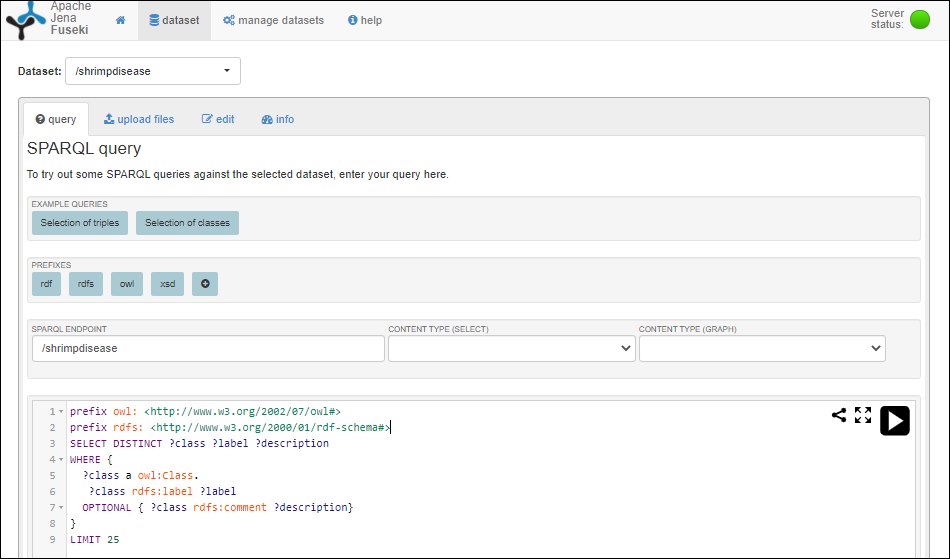 Apache
Jena
Fuseki
dataset
manage datasets
help
Server
status:
Dataset: /shrimpdisease
query
upload files
edit
info
SPARQL query
To try out some SPARQL queries against the selected dataset, enter your query here.
EXAMPLE QUERIES
Selection of triples
Selection of classes
PREFIXES
rdf
rdfs
owl
xsd
SPARQL ENDPOINT
CONTENT TYPE (SELECT)
CONTENT TYPE (GRAPH)
/shrimpdisease
1 prefix owl: <http://www.w3.org/2002/07/owl#>
2 prefix rdfs: <http://www.w3.org/2000/01/rdf-schema#>
3 SELECT DISTINCT ?class ?label ?description
4 WHERE {
5 ?class a owl:Class.
6 ?class rdfs:label ?label
7 OPTIONAL { ?class rdfs:comment ?description}
8 }
9 LIMIT 25